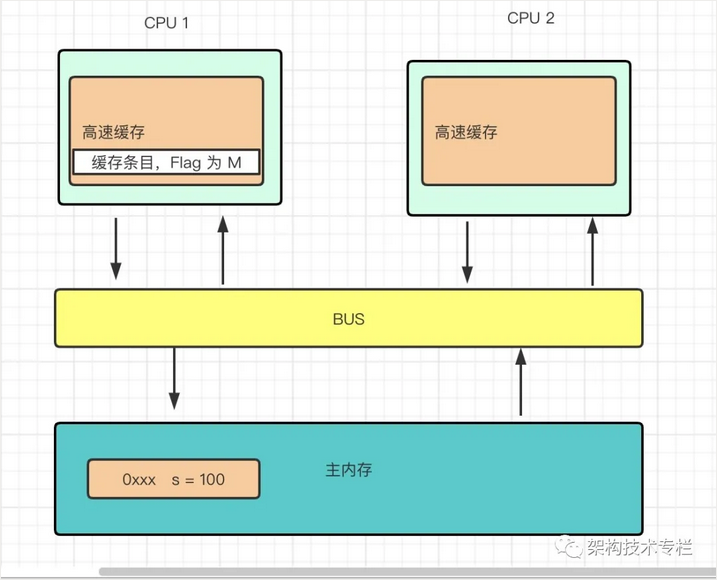 CPU 1
CPU 2
高速缓存
缓存条目，Flag 为 M
高速缓存
BUS
主内存
0xxx s = 100
架构技术专栏